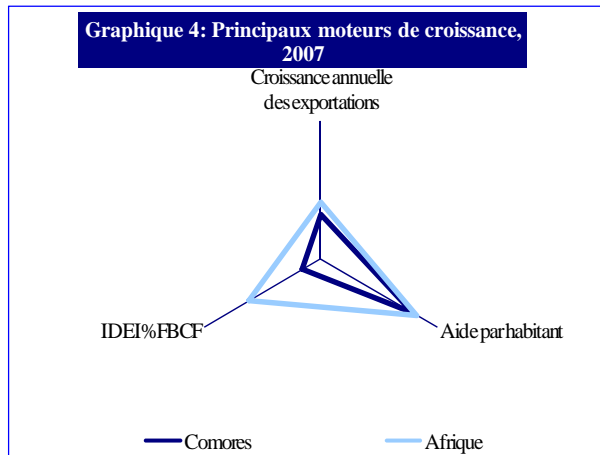 Graphique 4: Principaux moteurs de croissance,
2007
Croissance annuelle
des exportations
IDEI%FBCF
Aide par habitant
Comores
Afrique